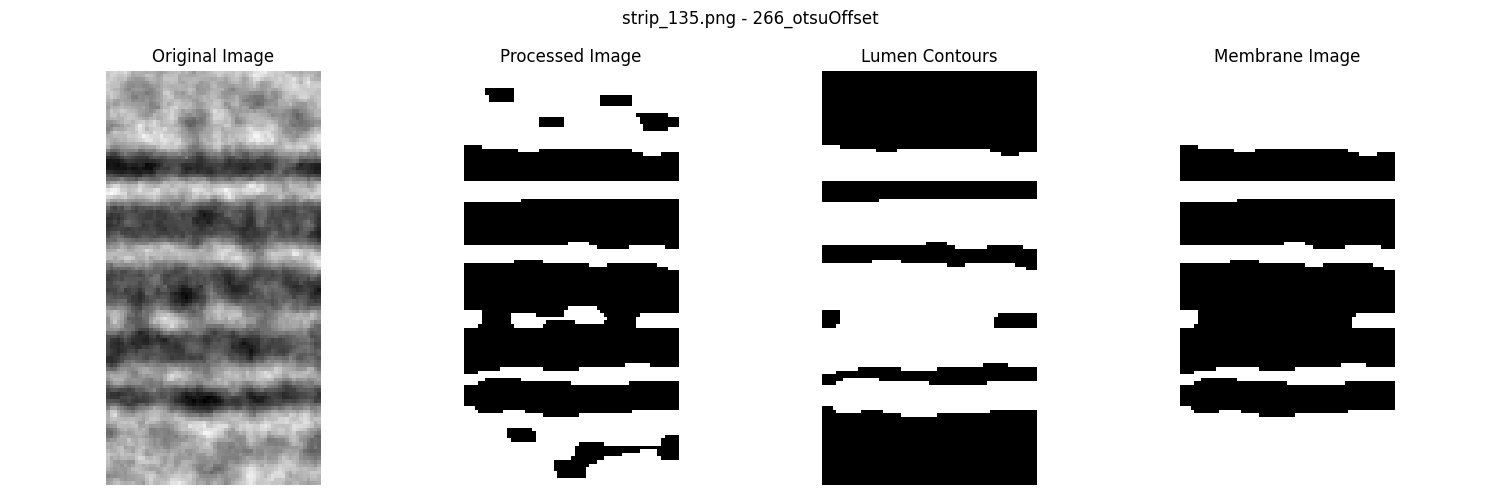 strip_135.png - 266_otsuOffset
Original Image
Processed Image
Lumen Contours
Membrane Image